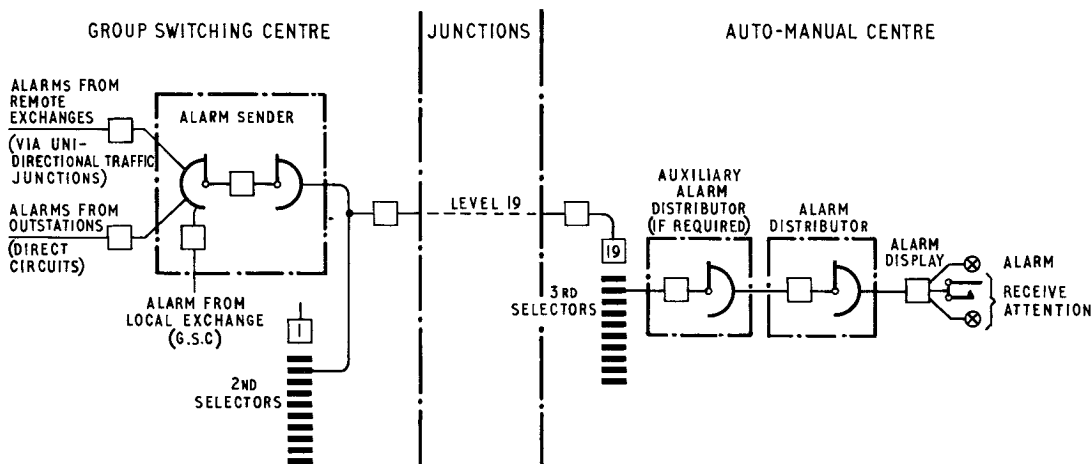 GROUP SWITCHING CENTRE
JUNCTIONS
AUTO-MANUAL CENTRE
ALARMS FROM
REMOTE
EXCHANGES
(VIA UNI-
DIRECTIONAL TRAFFIC
JUNCTIONS)
ALARM SENDER
ALARMS FROM
OUTSTATIONS
(DIRECT
CIRCUITS)
ALARM FROM
LOCAL EXCHANGE
(G.S.C)
1
2ND
SELECTORS
LEVEL 19
19
3RD
SELECTORS
AUXILIARY
ALARM
DISTRIBUTOR
(IF REQUIRED)
ALARM
DISTRIBUTOR
ALARM
DISPLAY
ALARM
RECEIVE
ATTENTION